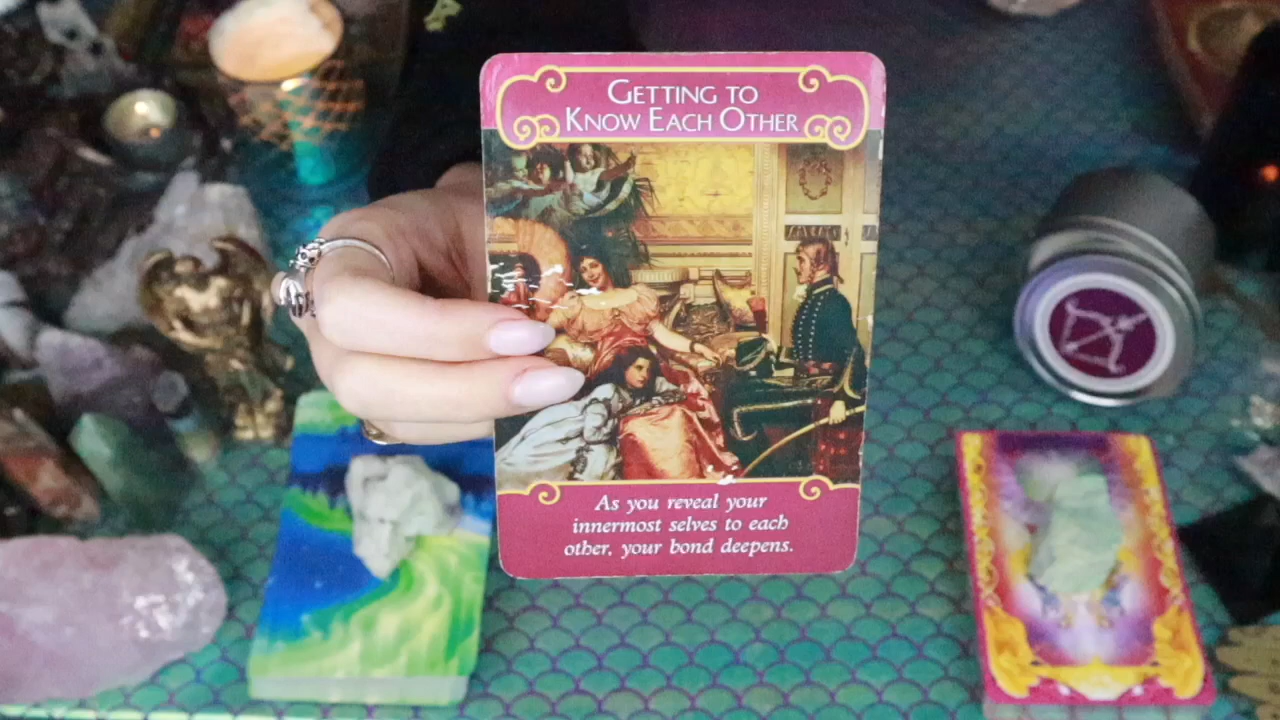 GETTING TO
KNOW EACH OTHER
As you reveal your
innermost selves to each
other, your bond deepens.